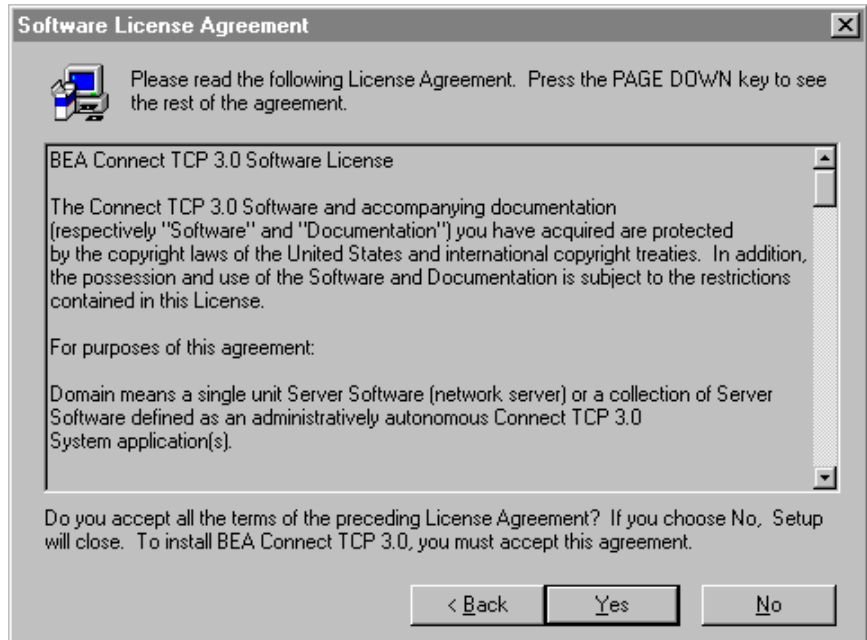 Software License Agreement
Please read the following License Agreement.  Press the PAGE DOWN key to see
the rest of the agreement.
BEA Connect TCP 3.0 Software License
The Connect TCP 3.0 Software and accompanying documentation
(respectively "Software" and "Documentation") you have acquired are protected
by the copyright laws of the United States and international copyright treaties.  In addition,
the possession and use of the Software and Documentation is subject to the restrictions
contained in this License.
For purposes of this agreement:
Domain means a single unit Server Software (network server) or a collection of Server
Software defined as an administratively autonomous Connect TCP 3.0
System application(s).
Do you accept all the terms of the preceding License Agreement?  If you choose No,  Setup
will close.  To install BEA Connect TCP 3.0, you must accept this agreement.
< Back
Yes
No